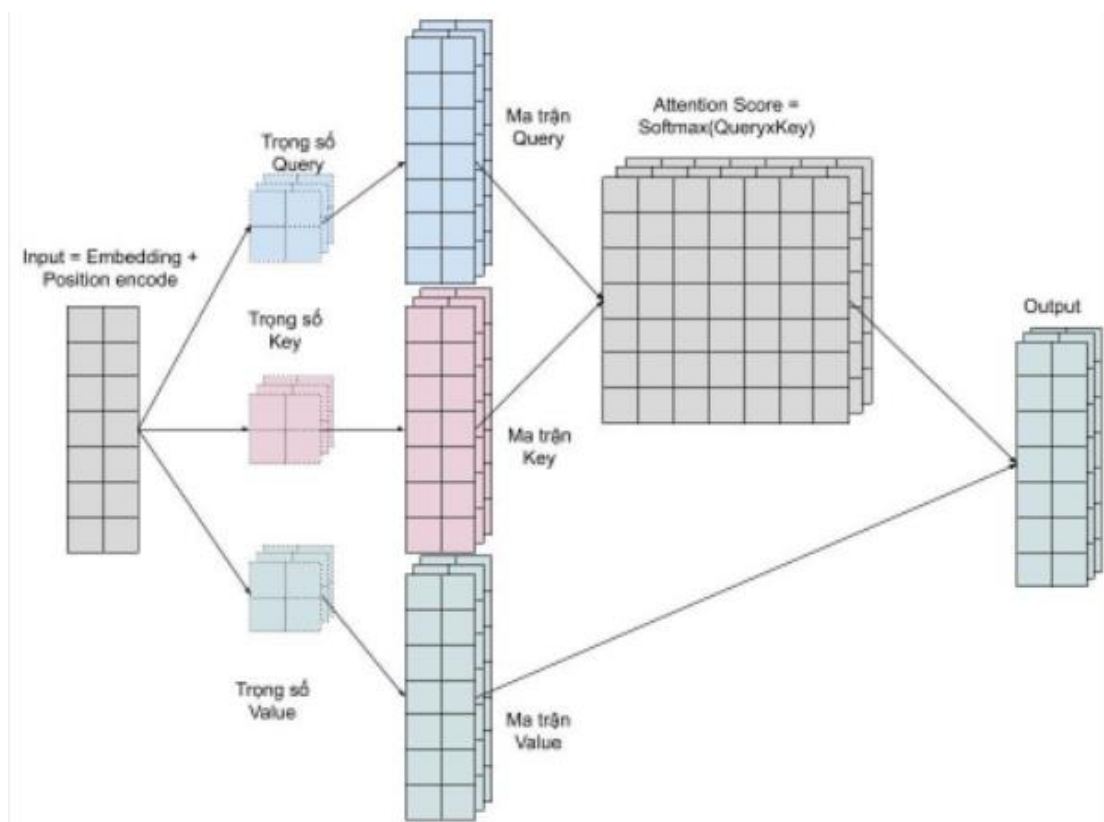 Attention Score =
Softmax(QueryxKey)
Ma trận
Query
Trọng số
Query
Input = Embedding +
Position encode
Trọng số
Key
Output
Ma trận
Key
Trọng số
Value
Ma trận
Value